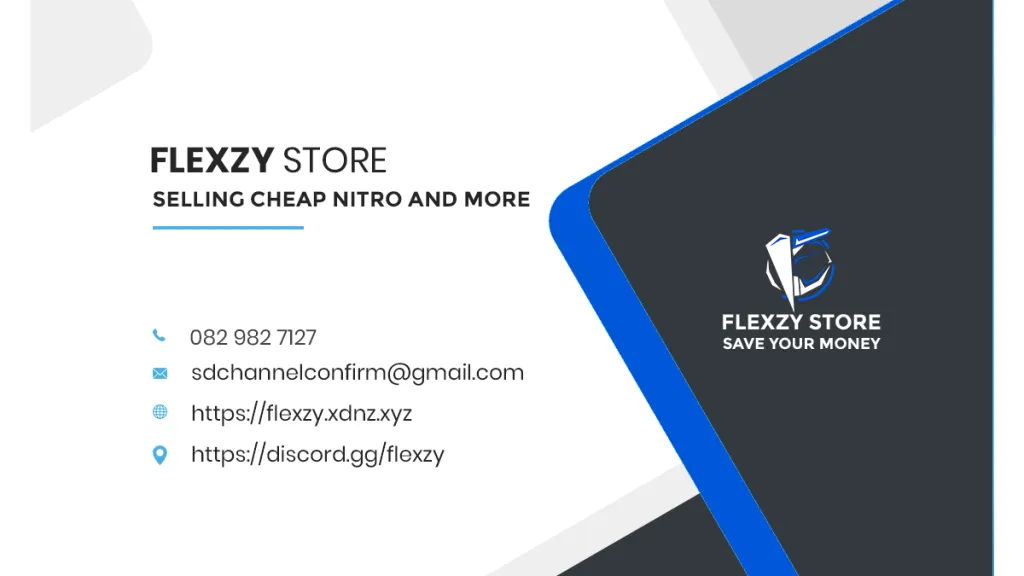 FLEXZY STORE
SELLING CHEAP NITRO AND MORE
082 982 7127
sdchannelconfirm@gmail.com
https://flexzy.xdnz.xyz
https://discord.gg/flexzy
FLEXZY STORE
SAVE YOUR MONEY